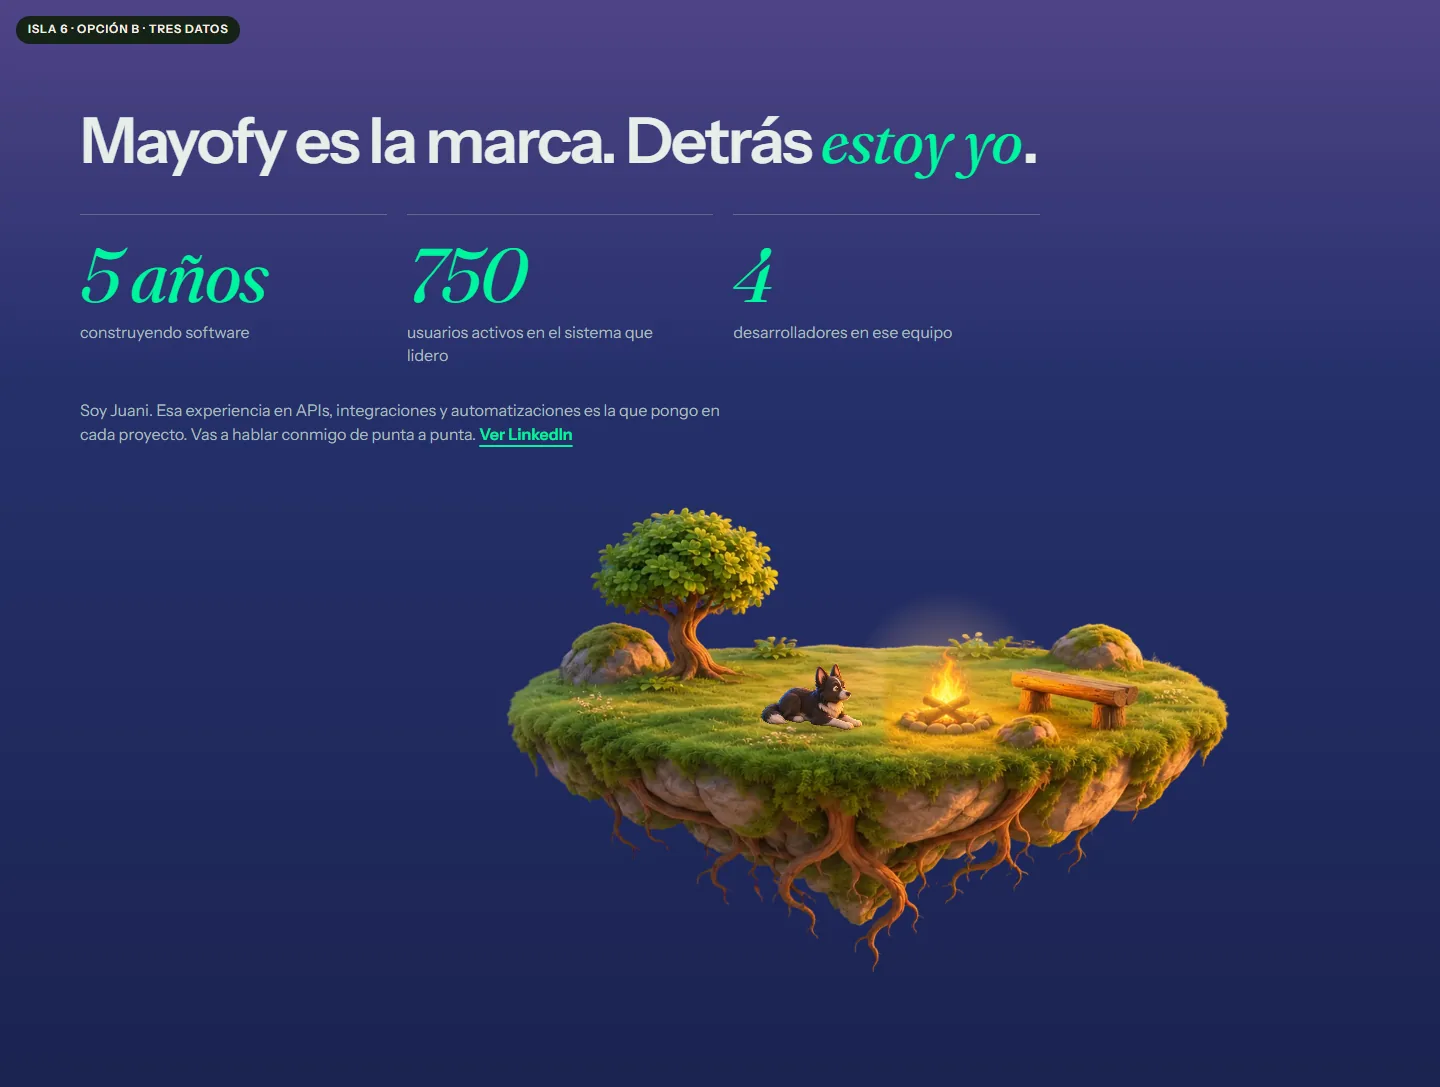 ISLA 6 · OPCIÓN B · TRES DATOS
Mayofy es la marca. Detrás estoy yo.
5 años
construyendo software
750
usuarios activos en el sistema que
lidero
4
desarrolladores en ese equipo
Soy Juani. Esa experiencia en APIs, integraciones y automatizaciones es la que pongo en
cada proyecto. Vas a hablar conmigo de punta a punta. Ver LinkedIn